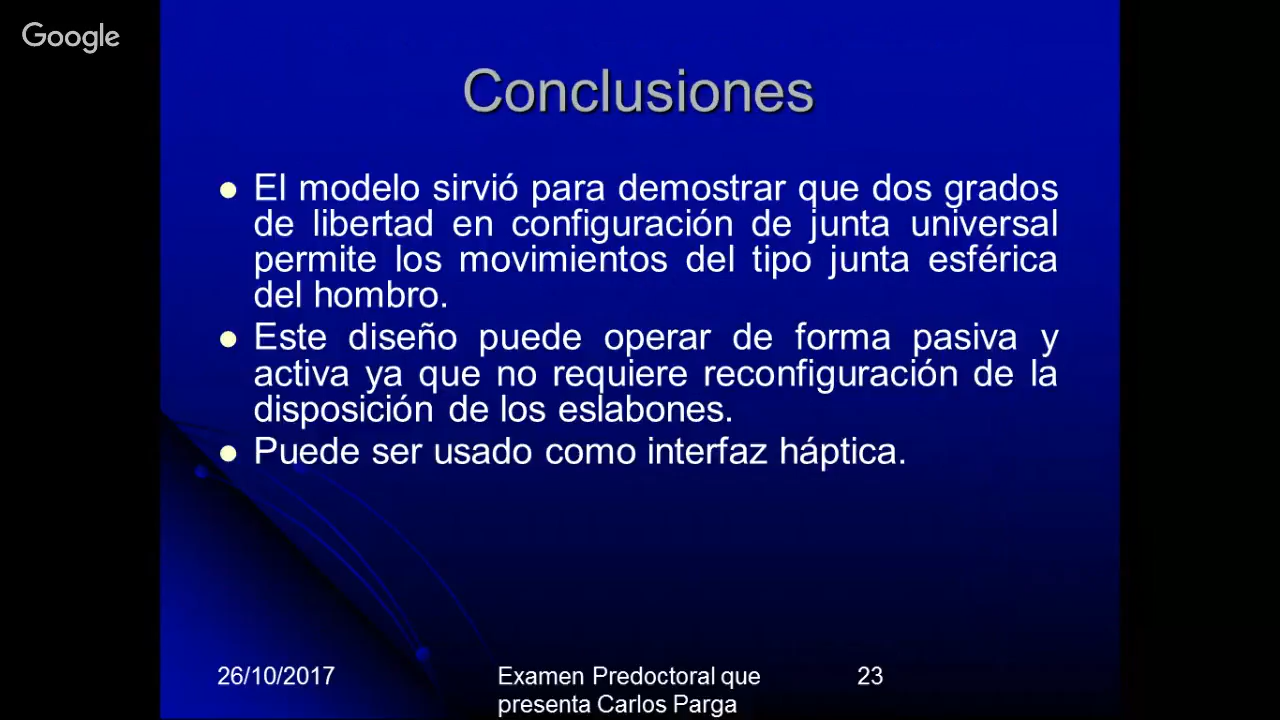 Google
Conclusiones
El modelo sirvió para demostrar que dos grados
de libertad en configuración de junta universal
permite los movimientos del tipo junta esférica
del hombro.
Este diseño puede operar de forma pasiva y
activa ya que no requiere reconfiguración de la
disposición de los eslabones.
Puede ser usado como interfaz háptica.
26/10/2017
Examen Predoctoral que
presenta Carlos Parga
23